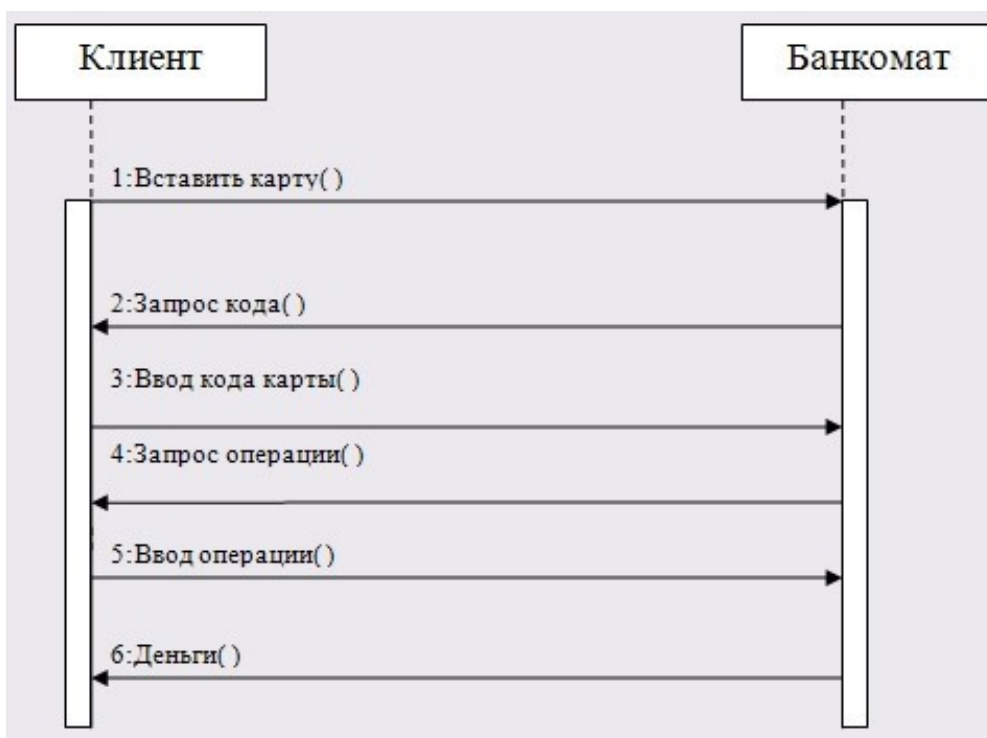 Клиент
Банкомат
1:Вставить карту( )
2:Запрос кода( )
3:Ввод кода карты( )
4:Запрос операции( )
5:Ввод операции( )
6:Деньги( )